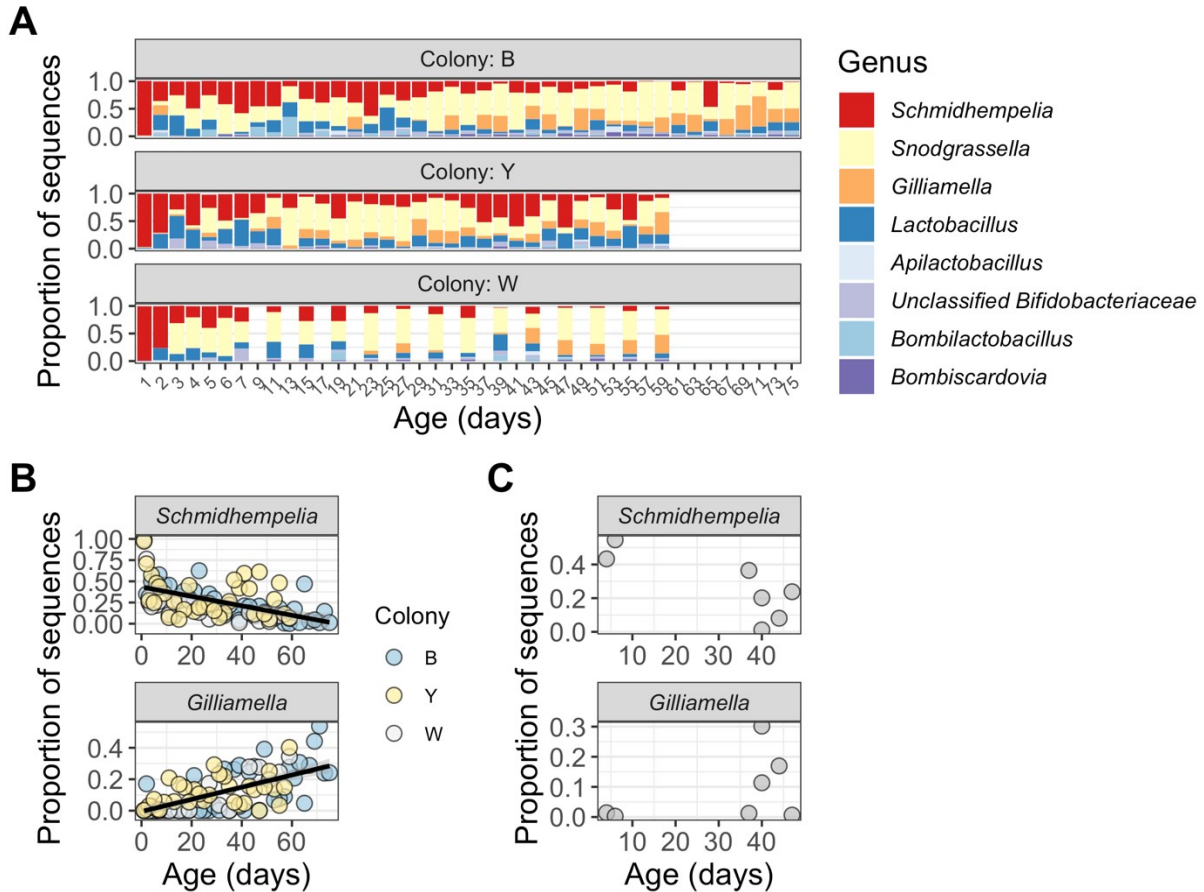 A
Colony: B
1.0
0.5
0.0
Colony: Y
1.0
0.5
0.0
Colony: W
1.0
0.5
0.0
Proportion of sequences
1 2 3 4 5 6 7 9 11 13 15 17 19 21 23 25 27 29 31 33 35 37 39 41 43 45 47 49 51 53 55 57 59 61 63 65 67 69 71 73 75
Age (days)
Genus
Schmidhempelia
Snodgrassella
Gilliamella
Lactobacillus
Apilactobacillus
Unclassified Bifidobacteriaceae
Bombilactobacillus
Bombiscardovia
B
Schmidhempelia
1.00
0.75
0.50
0.25
0.00
0 20 40 60
Gilliamella
0.4
0.2
0.0
0 20 40 60
Proportion of sequences
Age (days)
Colony
B
Y
W
C
Schmidhempelia
0.4
0.2
0.0
10 20 30 40
Gilliamella
0.3
0.2
0.1
0.0
10 20 30 40
Proportion of sequences
Age (days)